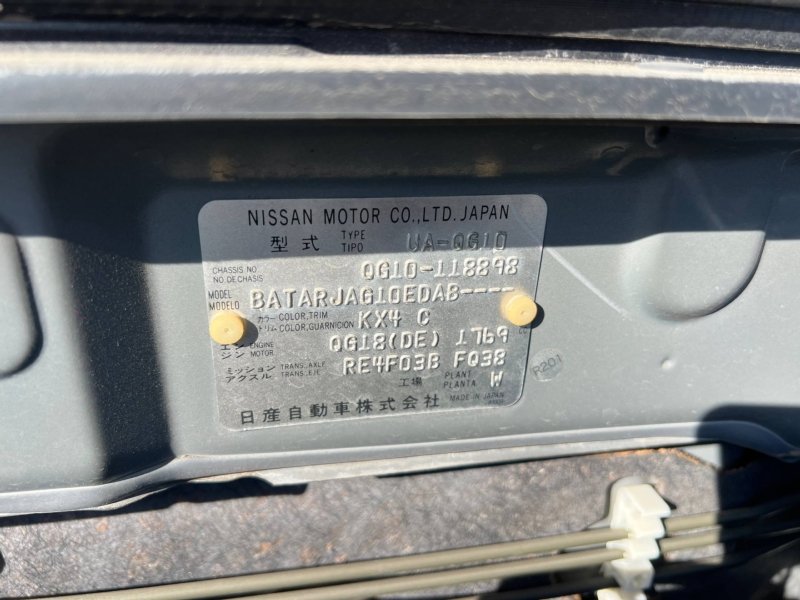 NISSAN MOTOR CO.,LTD. JAPAN
型式 TYPE TIPO UA-QG10
CHASSIS NO. NO DE CHASIS QG10-118898
MODEL MODELO BATARJAG10EDAB----
カラー COLOR,TRIM トリム COLOR,GUARNICION KX4 C
エンジン ENGINE MOTOR QG18(DE) 1769 cc
ミッション アクスル TRANS.,AXLE TRANS.,EJE RE4F03B F038
工場 PLANT PLANTA W
日産自動車株式会社 MADE IN JAPAN
R201